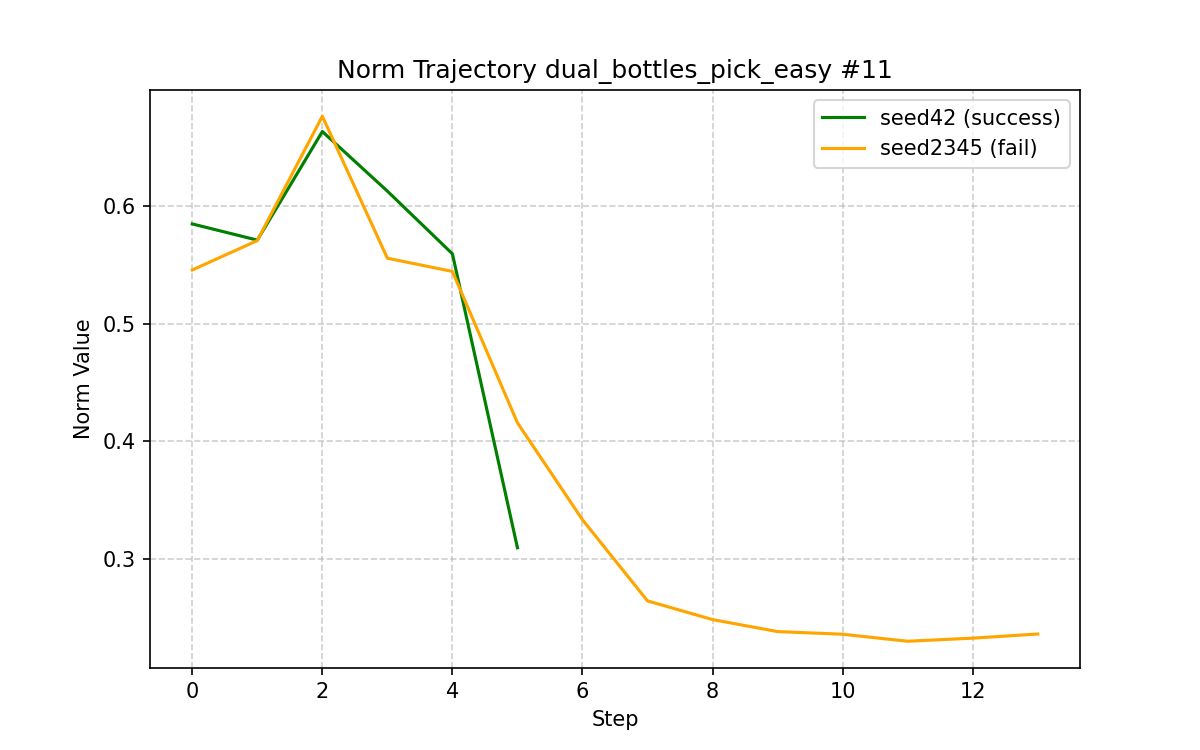 Norm Trajectory dual_bottles_pick_easy #11
seed42 (success)
seed2345 (fail)
Norm Value
0.6
0.5
0.4
0.3
0 2 4 6 8 10 12
Step